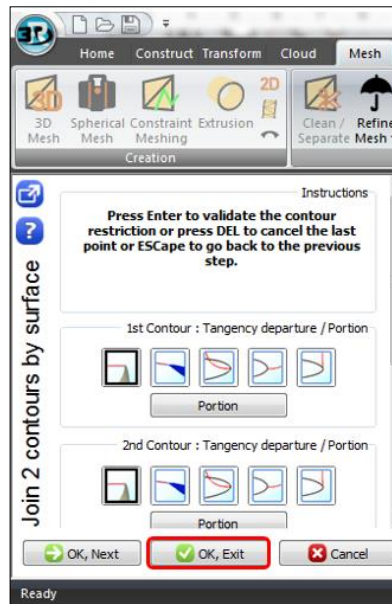 3R
Home Construct Transform Cloud Mesh
3D Mesh
Spherical Mesh
Constraint Meshing
Extrusion
2D
Clean / Separate
Refine Mesh
Creation
Instructions
Press Enter to validate the contour
restriction or press DEL to cancel the last
point or ESCape to go back to the previous
step.
Join 2 contours by surface
1st Contour : Tangency departure / Portion
Portion
2nd Contour : Tangency departure / Portion
Portion
OK, Next
OK, Exit
Cancel
Ready